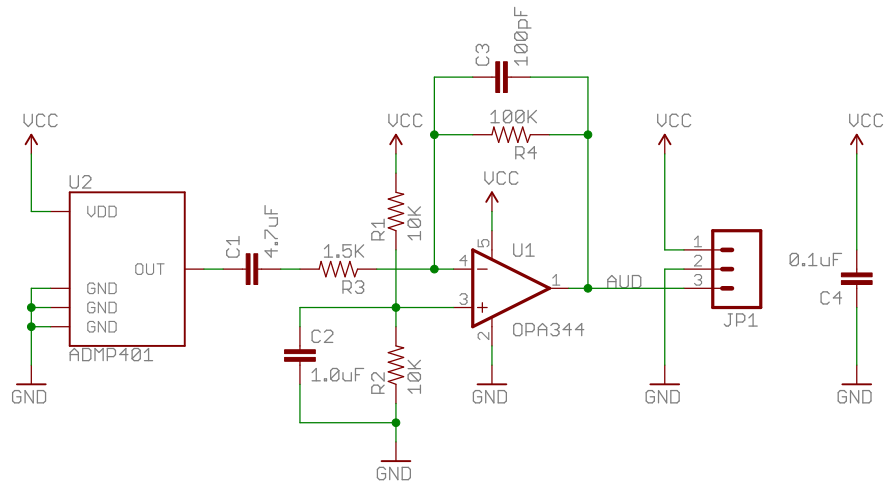 C3
100pF
VCC
VCC
100K
R4
VCC
VCC
VCC
U2
VDD
OUT
GND
GND
GND
ADMP401
GND
C1
4.7uF
1.5K
R3
R1
10K
C2
1.0uF
R2
10K
GND
5
U1
4
3
1
2
OPA344
GND
AUD
1
2
3
JP1
GND
0.1uF
C4
GND